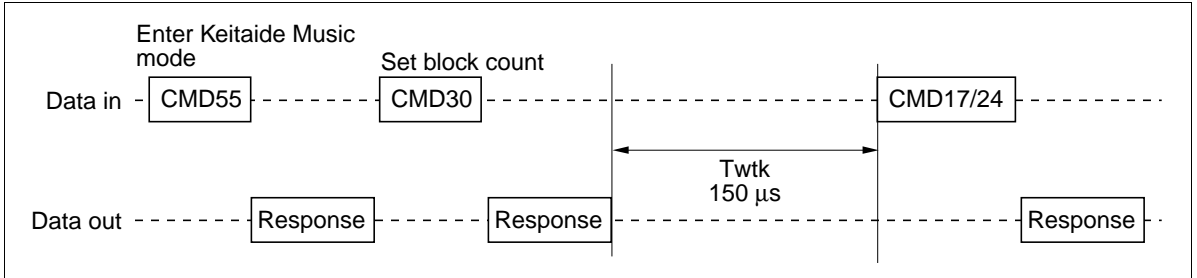 Enter Keitaide Music
mode
Set block count
Data in
CMD55
CMD30
CMD17/24
Twtk
150 μs
Data out
Response
Response
Response